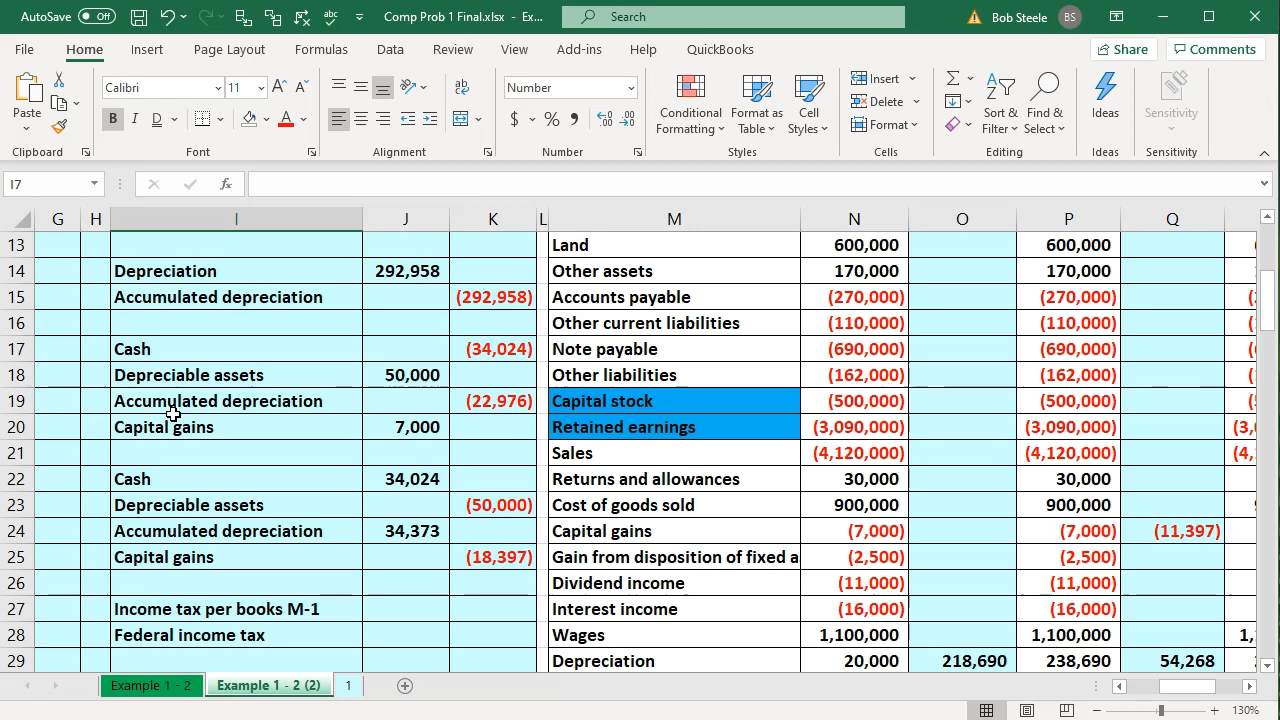 AutoSave Off Comp Prob 1 Final.xlsx - Ex... Search Bob Steele BS
File Home Insert Page Layout Formulas Data Review View Add-ins Help QuickBooks Share Comments
Paste Calibri 11 Number Conditional Formatting Format as Table Cell Styles Insert Delete Format Sort & Filter Find & Select Ideas Sensitivity
Clipboard Font Alignment Number Styles Cells Editing Ideas Sensitivity
I7 fx
G H I J K L M N O P Q
13 Land 600,000 600,000
14 Depreciation 292,958 Other assets 170,000 170,000
15 Accumulated depreciation (292,958) Accounts payable (270,000) (270,000)
16 Other current liabilities (110,000) (110,000)
17 Cash (34,024) Note payable (690,000) (690,000)
18 Depreciable assets 50,000 Other liabilities (162,000) (162,000)
19 Accumulated depreciation (22,976) Capital stock (500,000) (500,000)
20 Capital gains 7,000 Retained earnings (3,090,000) (3,090,000) (3,0
21 Sales (4,120,000) (4,120,000) (4,
22 Cash 34,024 Returns and allowances 30,000 30,000
23 Depreciable assets (50,000) Cost of goods sold 900,000 900,000
24 Accumulated depreciation 34,373 Capital gains (7,000) (7,000) (11,397)
25 Capital gains (18,397) Gain from disposition of fixed a (2,500) (2,500)
26 Dividend income (11,000) (11,000)
27 Income tax per books M-1 Interest income (16,000) (16,000)
28 Federal income tax Wages 1,100,000 1,100,000 1,
29 Depreciation 20,000 218,690 238,690 54,268
Example 1 - 2 Example 1 - 2 (2) 1
130%